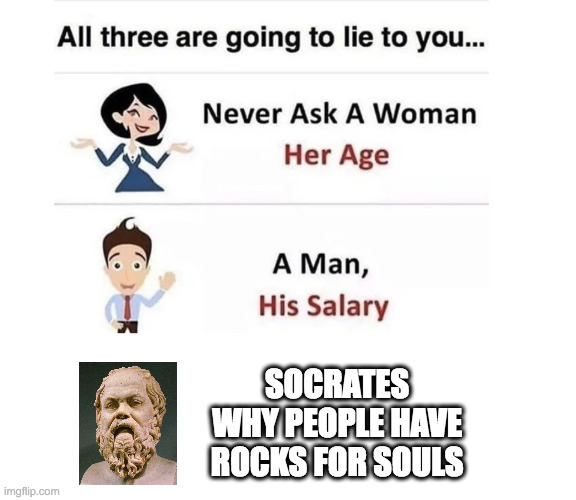 All three are going to lie to you...
Never Ask A Woman
Her Age
A Man,
His Salary
SOCRATES
WHY PEOPLE HAVE
ROCKS FOR SOULS
imgflip.com